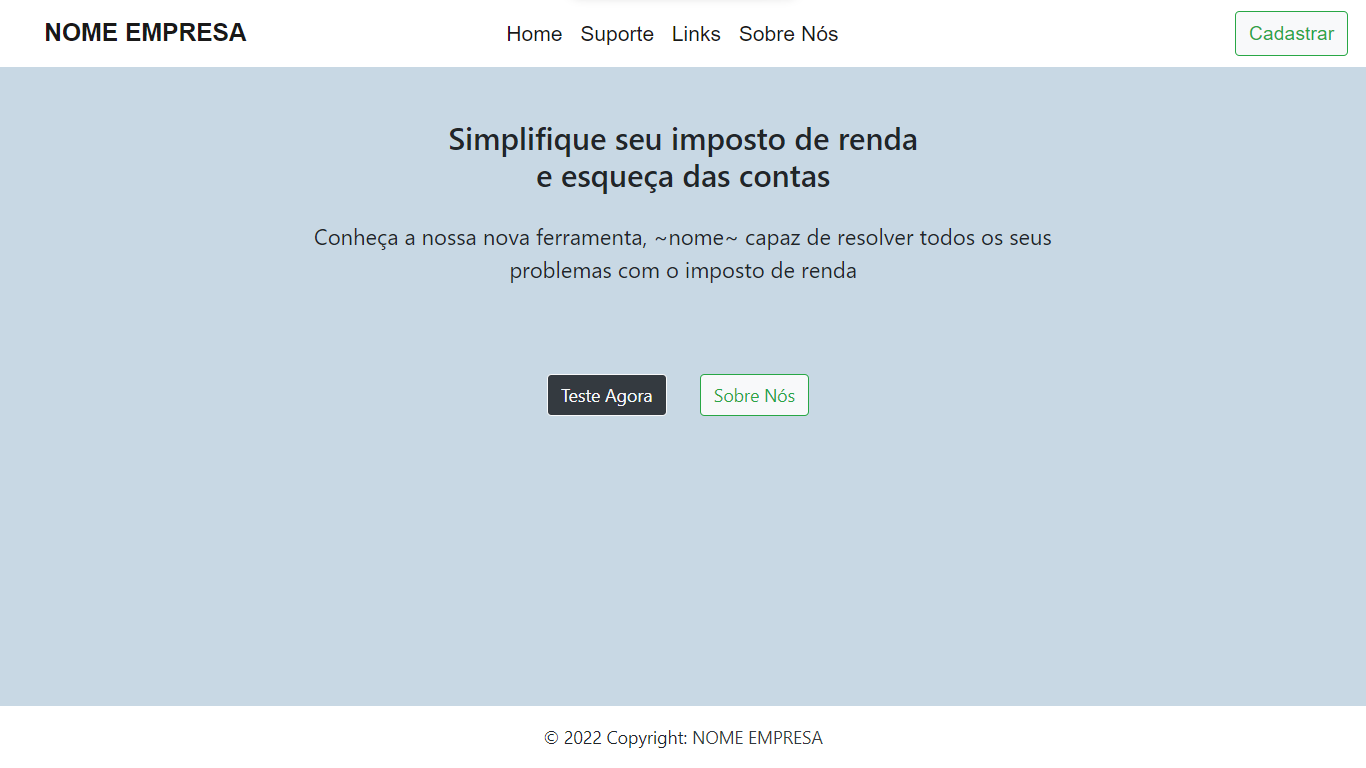 NOME EMPRESA
Home Suporte Links Sobre Nós
Cadastrar
Simplifique seu imposto de renda
e esqueça das contas
Conheça a nossa nova ferramenta, ~nome~ capaz de resolver todos os seus
problemas com o imposto de renda
Teste Agora
Sobre Nós
© 2022 Copyright: NOME EMPRESA